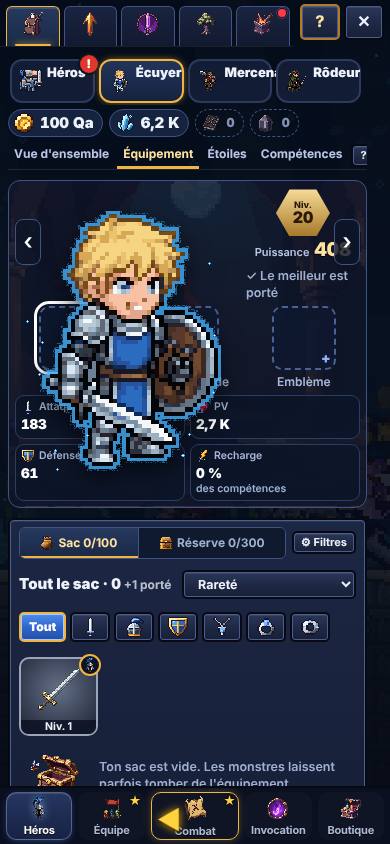 ? ✕
Héros ! Écuyer Mercena Rôdeur
100 Qa 6,2 K 0 0
Vue d'ensemble Équipement Étoiles Compétences ?
Niv.
20
Puissance 40
✓ Le meilleur est
porté
+
Emblème
Attaq PV
183 2,7 K
Défense Recharge
61 0 %
des compétences
Sac 0/100 Réserve 0/300 Filtres
Tout le sac · 0 +1 porté Rareté
Tout
Niv. 1
Ton sac est vide. Les monstres laissent
parfois tomber de l'équipement
Héros Équipe Combat Invocation Boutique